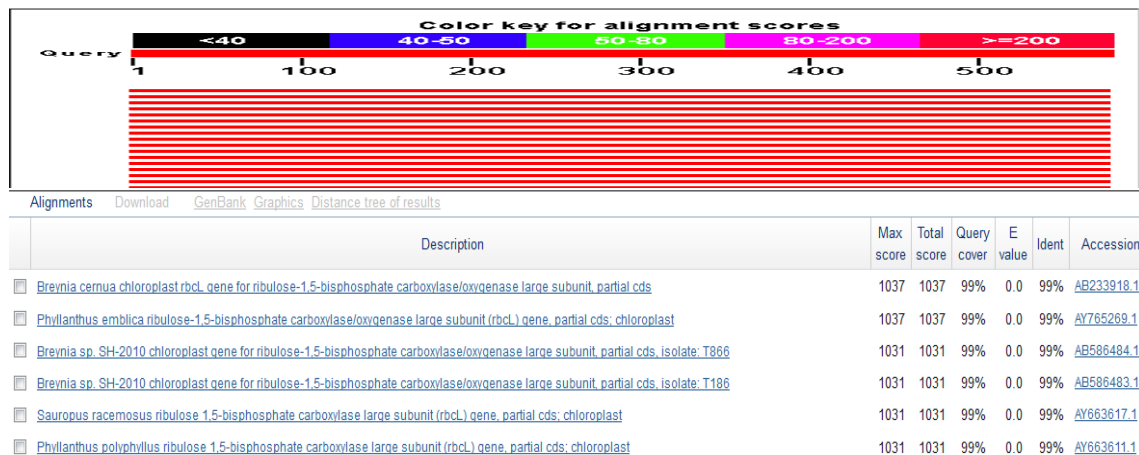 Color key for alignment scores
<40 40-50 50-80 80-200 >=200
Query
1 100 200 300 400 500
Alignments Download GenBank Graphics Distance tree of results
Description Max score Total score Query cover E value Ident Accession
Breynia cernua chloroplast rbcL gene for ribulose-1,5-bisphosphate carboxylase/oxygenase large subunit, partial cds 1037 1037 99% 0.0 99% AB233918.1
Phyllanthus emblica ribulose-1,5-bisphosphate carboxylase/oxygenase large subunit (rbcL) gene, partial cds; chloroplast 1037 1037 99% 0.0 99% AY765269.1
Breynia sp. SH-2010 chloroplast gene for ribulose-1,5-bisphosphate carboxylase/oxygenase large subunit, partial cds, isolate: T866 1031 1031 99% 0.0 99% AB586484.1
Breynia sp. SH-2010 chloroplast gene for ribulose-1,5-bisphosphate carboxylase/oxygenase large subunit, partial cds, isolate: T186 1031 1031 99% 0.0 99% AB586483.1
Sauropus racemosus ribulose 1,5-bisphosphate carboxylase large subunit (rbcL) gene, partial cds; chloroplast 1031 1031 99% 0.0 99% AY663617.1
Phyllanthus polyphyllus ribulose 1,5-bisphosphate carboxylase large subunit (rbcL) gene, partial cds; chloroplast 1031 1031 99% 0.0 99% AY663611.1